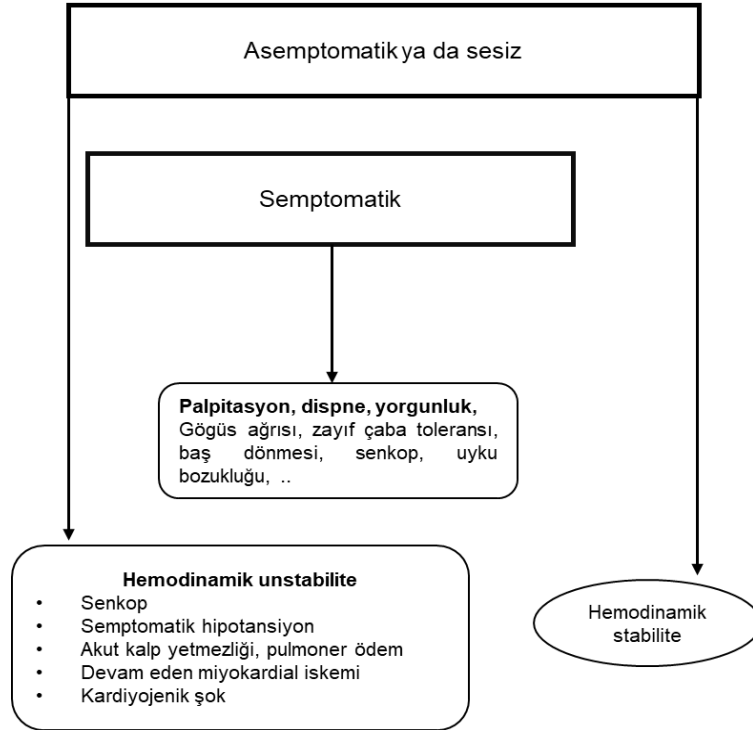 Asemptomatik ya da sesiz
Semptomatik
Palpitasyon, dispne, yorgunluk,
Gögüs ağrısı, zayıf çaba toleransı,
baş dönmesi, senkop, uyku
bozukluğu, ..
Hemodinamik unstabilite
• Senkop
• Semptomatik hipotansiyon
• Akut kalp yetmezliği, pulmoner ödem
• Devam eden miyokardial iskemi
• Kardiyojenik şok
Hemodinamik
stabilite